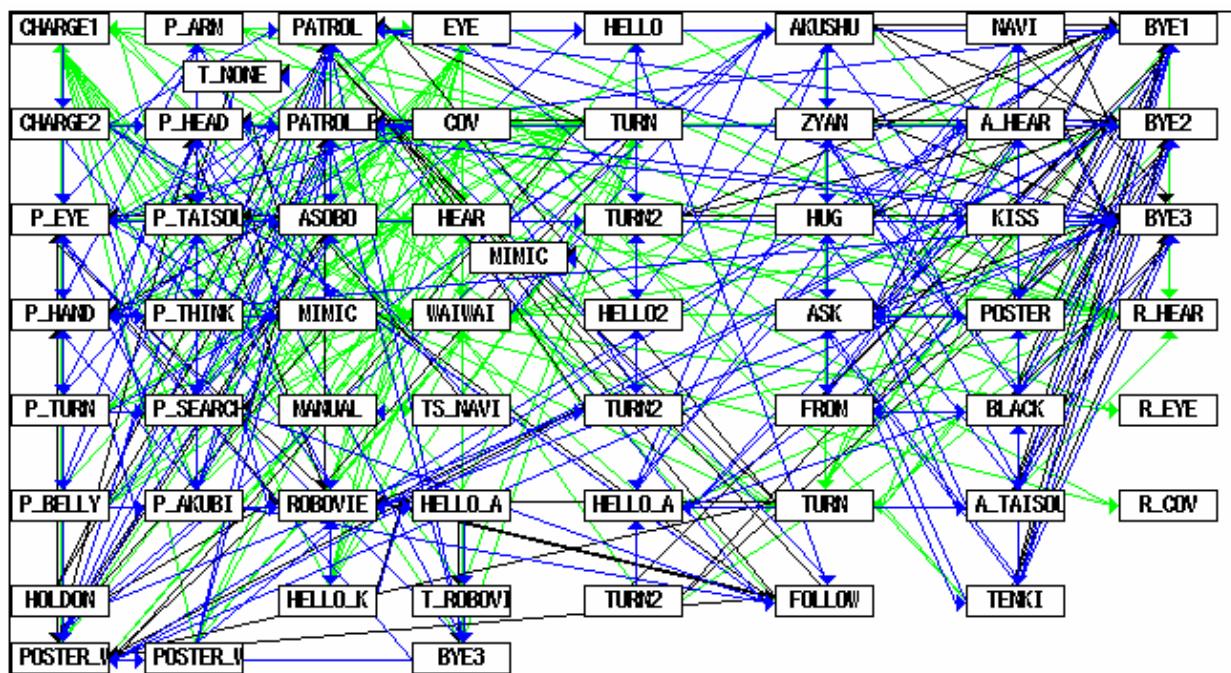 CHARGE1 P_ARM PATROL EYE HELLO AKUSHU NAVI BYE1
T_NONE
CHARGE2 P_HEAD PATROL_E COV TURN ZYAN A_HEAR BYE2
P_EYE P_TAISOU ASOBO HEAR TURN2 HUG KISS BYE3
MIMIC
P_HAND P_THINK MIMIC WAIWAI HELLO2 ASK POSTER R_HEAR
P_TURN P_SEARCH MANUAL TS_NAVI TURN2 FROM BLACK R_EYE
P_BELLY P_AKUBI ROBOVIE HELLO_A HELLO_A TURN A_TAISOU R_COV
HOLDON HELLO_K T_ROBOVI TURN2 FOLLOW TENKI
POSTER_W POSTER_W BYE3